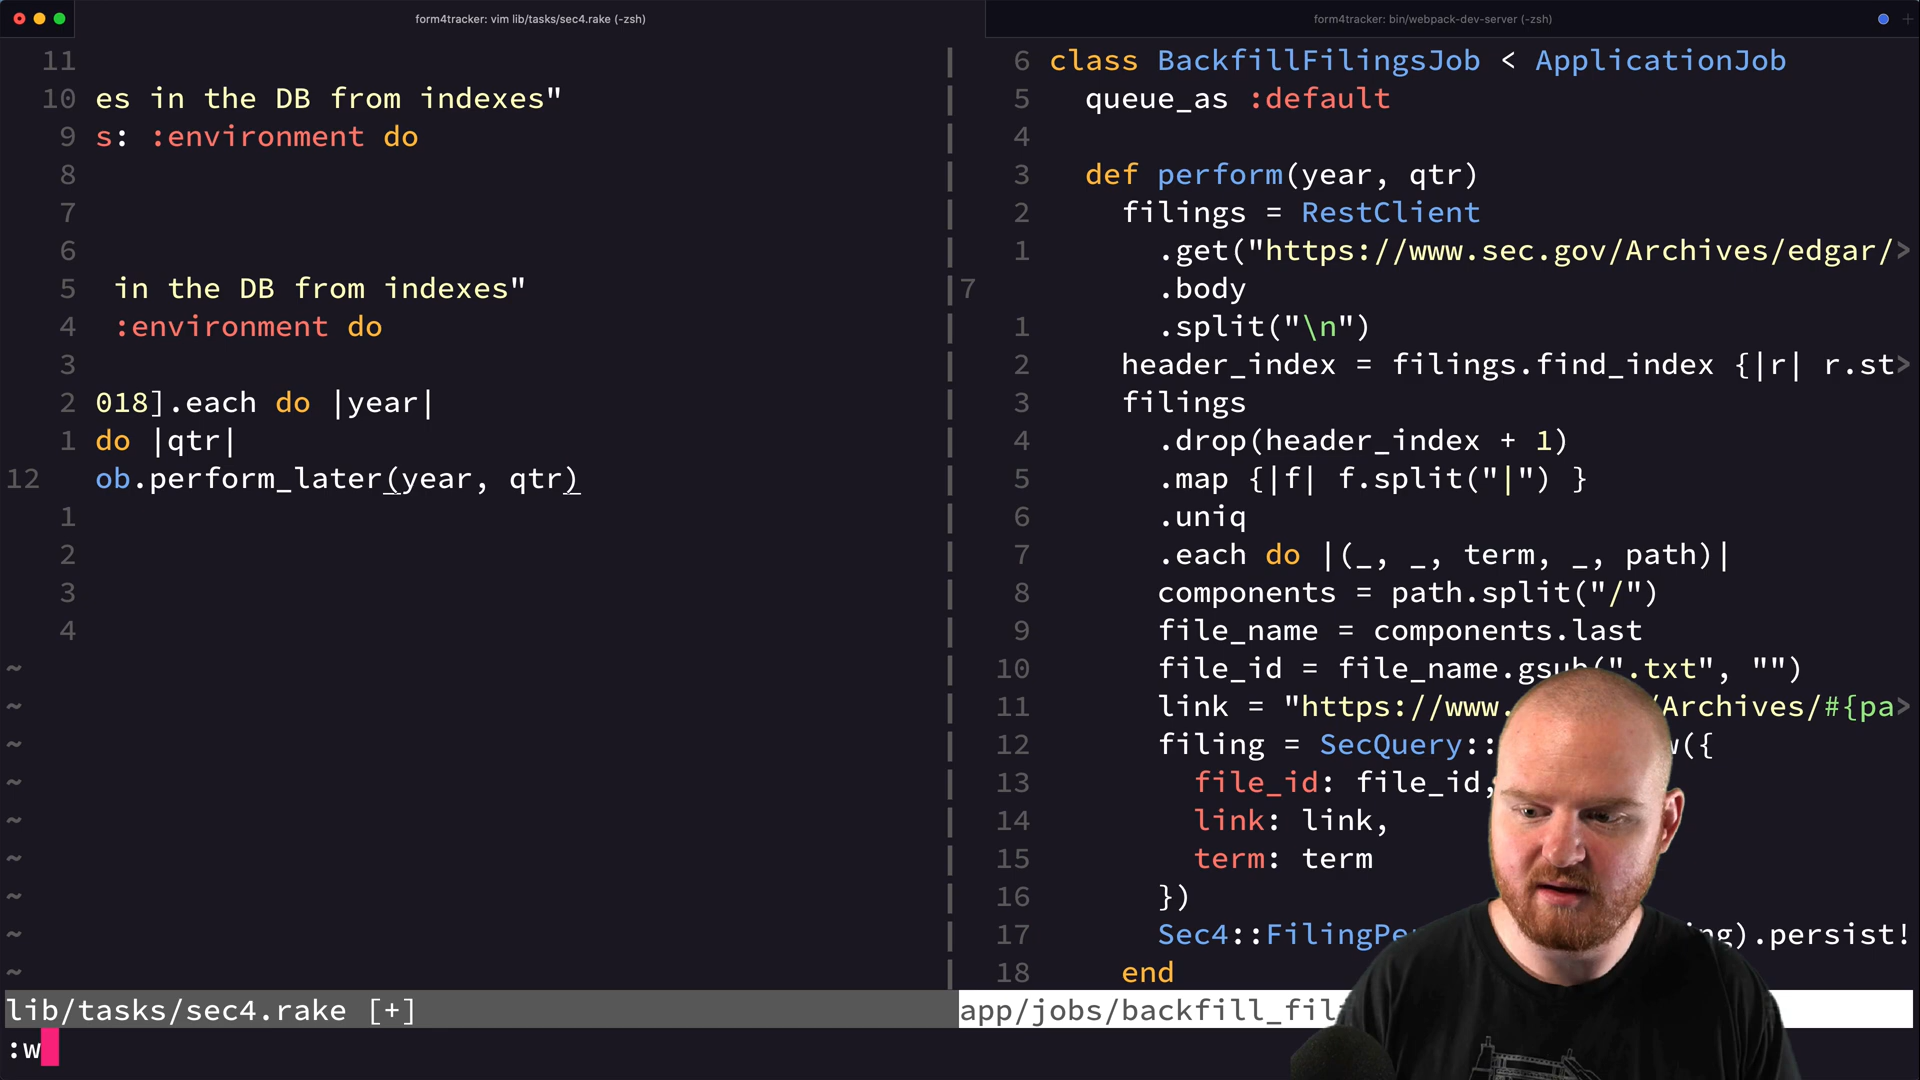 form4tracker: vim lib/tasks/sec4.rake (-zsh)
form4tracker: bin/webpack-dev-server (-zsh)
11
10 es in the DB from indexes"
9 s: :environment do
8
7
6
5 in the DB from indexes"
4 :environment do
3
2 018].each do |year|
1 do |qtr|
12 ob.perform_later(year, qtr)
1
2
3
4
~
~
~
~
~
~
~
~
~
lib/tasks/sec4.rake [+]
:w
6 class BackfillFilingsJob < ApplicationJob
5 queue_as :default
4
3 def perform(year, qtr)
2 filings = RestClient
1 .get("https://www.sec.gov/Archives/edgar/>
7 .body
1 .split("\n")
2 header_index = filings.find_index {|r| r.st>
3 filings
4 .drop(header_index + 1)
5 .map {|f| f.split("|") }
6 .uniq
7 .each do |(_, _, term, _, path)|
8 components = path.split("/")
9 file_name = components.last
10 file_id = file_name.gsub(".txt", "")
11 link = "https://www. /Archives/#{pa>
12 filing = SecQuery:: w({
13 file_id: file_id,
14 link: link,
15 term: term
16 })
17 Sec4::FilingPe ng).persist!
18 end
app/jobs/backfill_fil